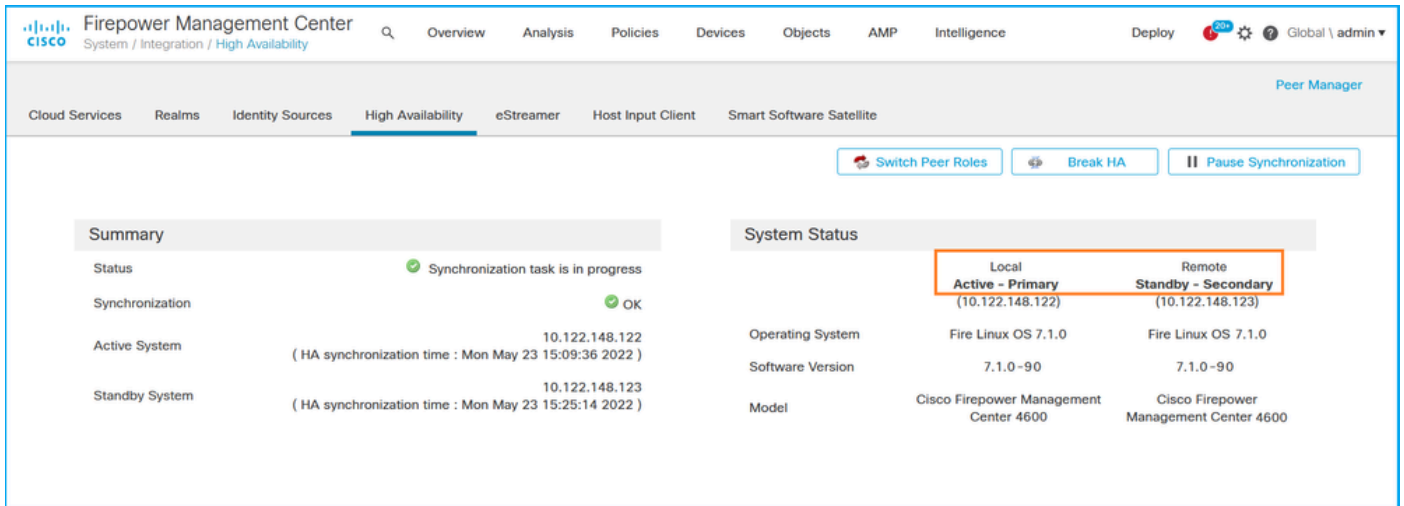 Firepower Management Center
CISCO
System / Integration / High Availability
Overview Analysis Policies Devices Objects AMP Intelligence Deploy 20+ Global \ admin
Peer Manager
Cloud Services Realms Identity Sources High Availability eStreamer Host Input Client Smart Software Satellite
Switch Peer Roles Break HA Pause Synchronization
Summary
Status Synchronization task is in progress
Synchronization OK
Active System 10.122.148.122
( HA synchronization time : Mon May 23 15:09:36 2022 )
Standby System 10.122.148.123
( HA synchronization time : Mon May 23 15:25:14 2022 )
System Status
Local Remote
Active - Primary Standby - Secondary
(10.122.148.122) (10.122.148.123)
Operating System Fire Linux OS 7.1.0 Fire Linux OS 7.1.0
Software Version 7.1.0-90 7.1.0-90
Model Cisco Firepower Management Cisco Firepower
Center 4600 Management Center 4600